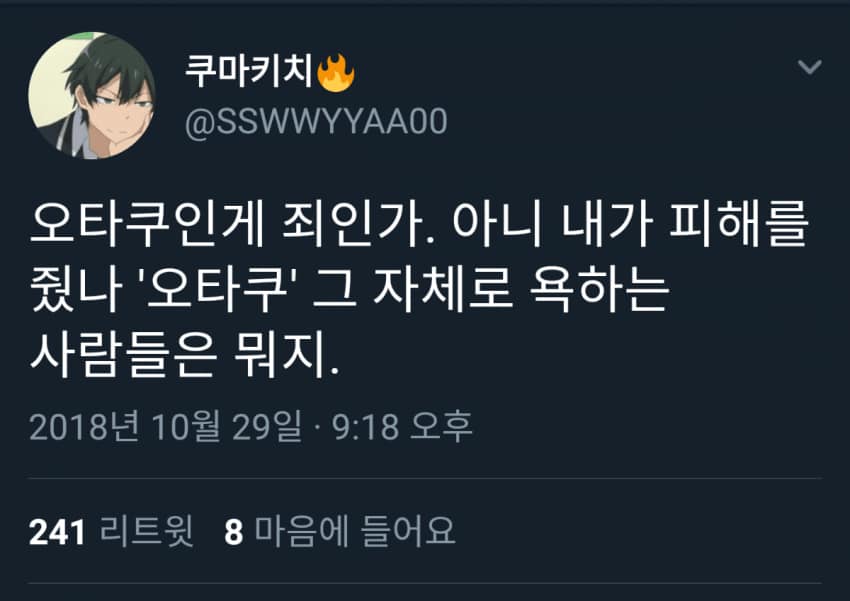 쿠마키치🔥
@SSWWYYAA00
오타쿠인게 죄인가. 아니 내가 피해를
줬나 '오타쿠' 그 자체로 욕하는
사람들은 뭐지.
2018년 10월 29일 · 9:18 오후
241 리트윗 8 마음에 들어요